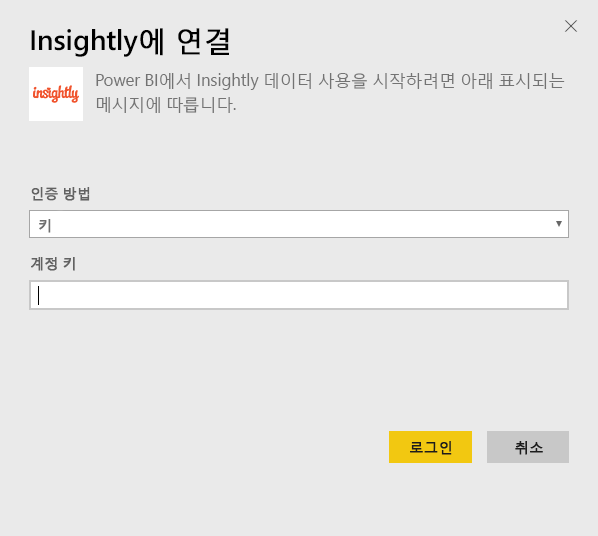 Insightly에 연결
insightly
Power BI에서 Insightly 데이터 사용을 시작하려면 아래 표시되는
메시지에 따릅니다.
인증 방법
키
계정 키
로그인
취소